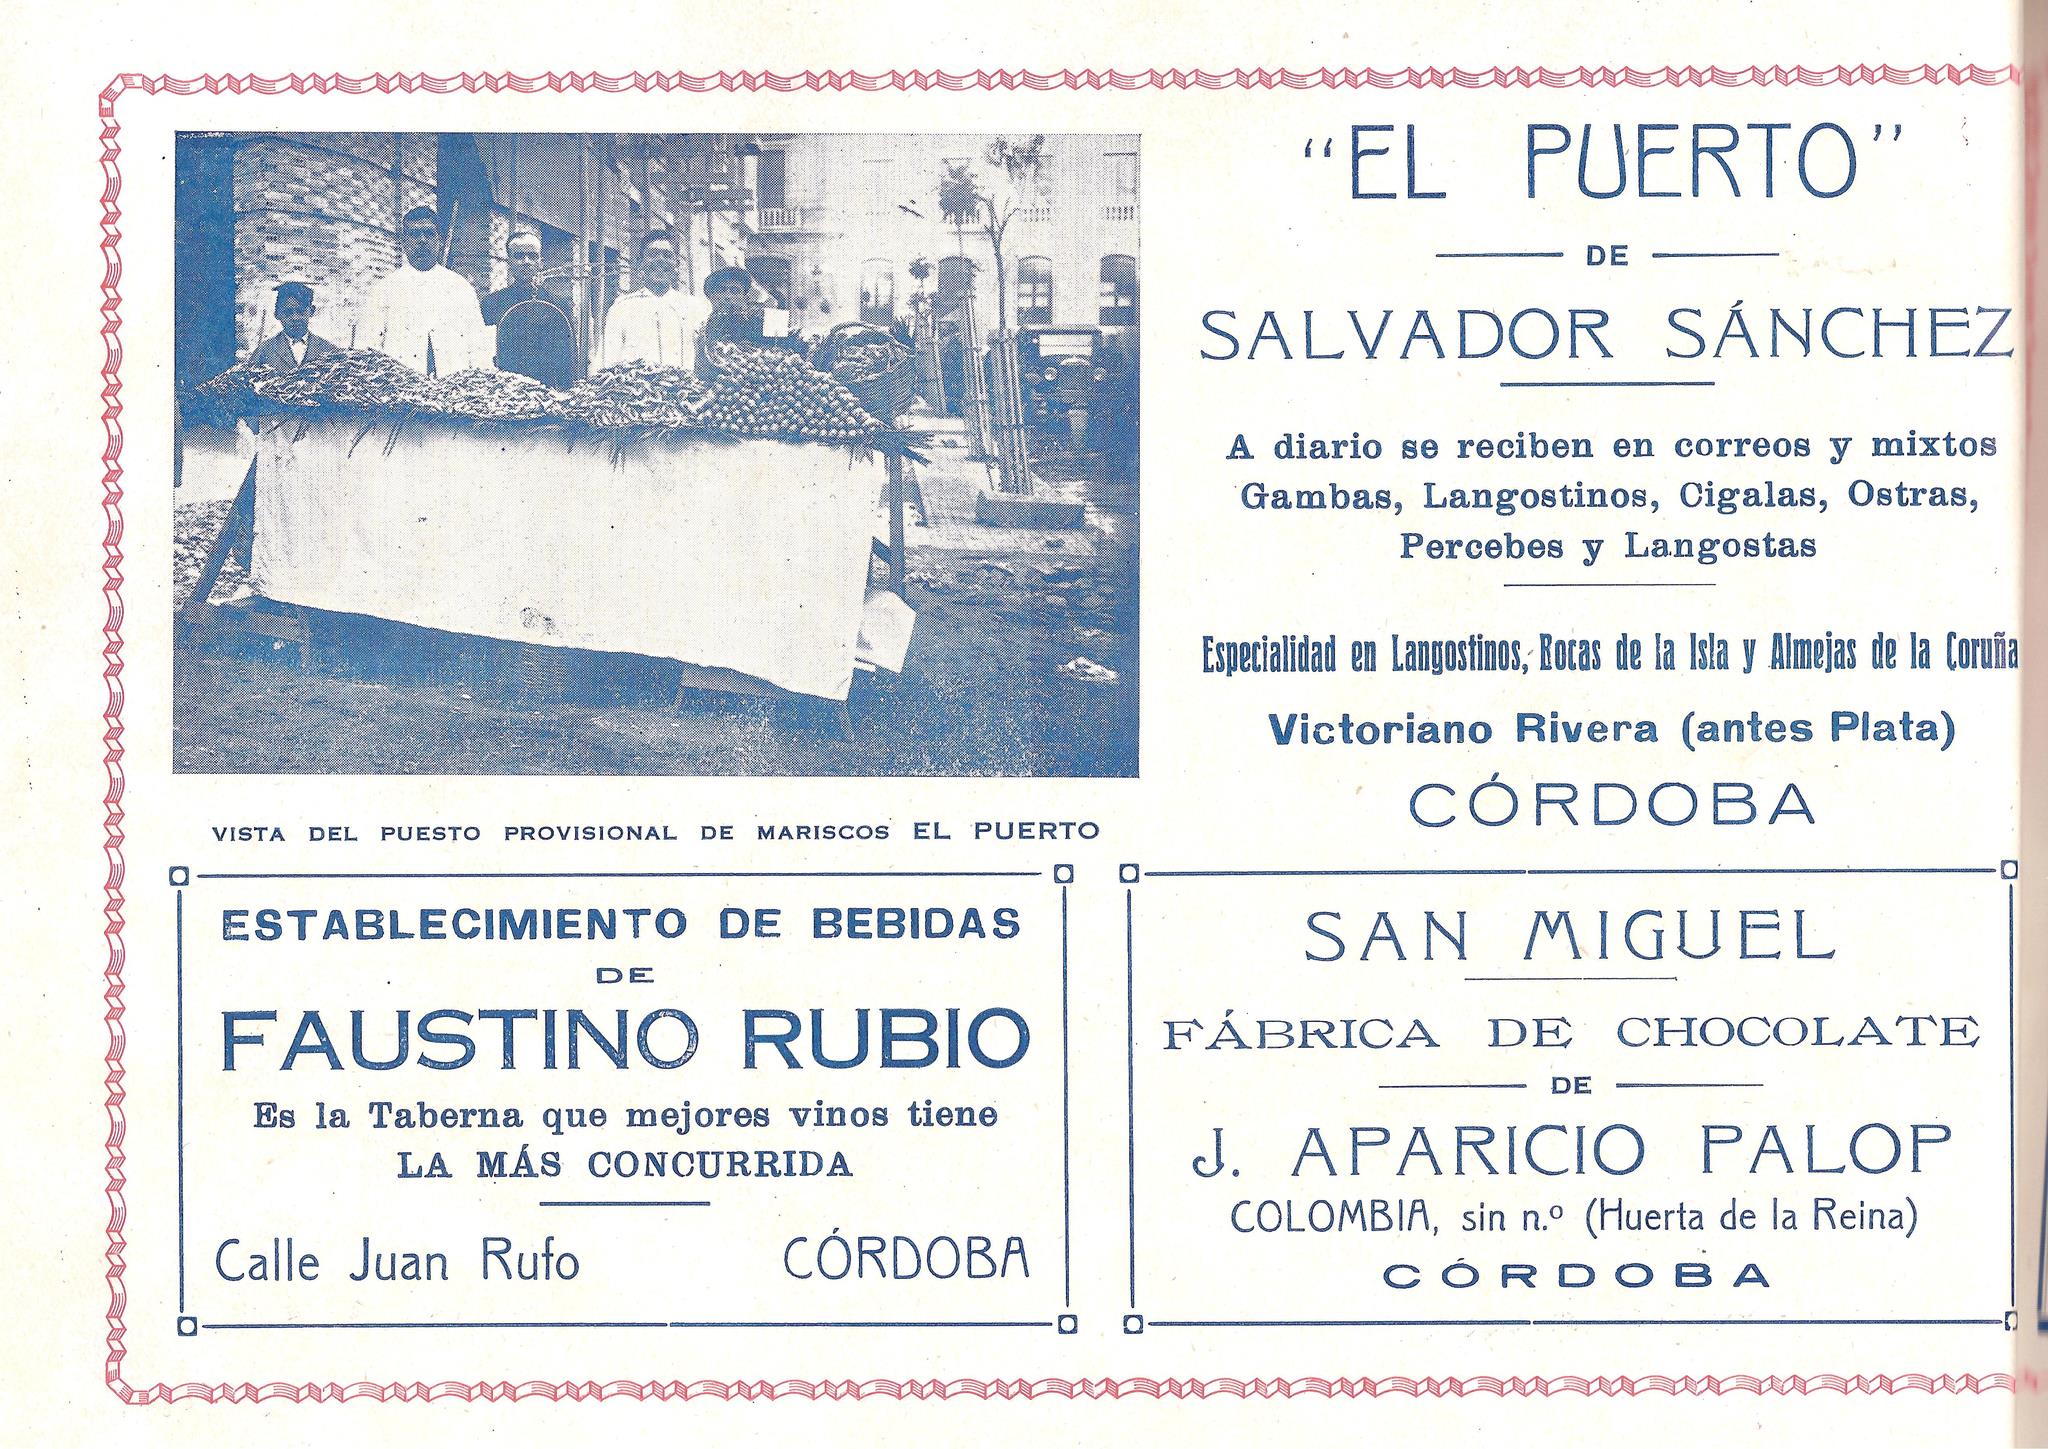 "EL PUERTO"
DE
SALVADOR SÁNCHEZ
A diario se reciben en correos y mixtos
Gambas, Langostinos, Cigalas, Ostras,
Percebes y Langostas
Especialidad en Langostinos, Bocas de la Isla y Almejas de la Coruña
Victoriano Rivera (antes Plata)
CÓRDOBA
VISTA DEL PUESTO PROVISIONAL DE MARISCOS EL PUERTO
ESTABLECIMIENTO DE BEBIDAS
DE
FAUSTINO RUBIO
Es la Taberna que mejores vinos tiene
LA MÁS CONCURRIDA
Calle Juan Rufo CÓRDOBA
SAN MIGUEL
FÁBRICA DE CHOCOLATE
DE
J. APARICIO PALOP
COLOMBIA, sin n.º (Huerta de la Reina)
CÓRDOBA